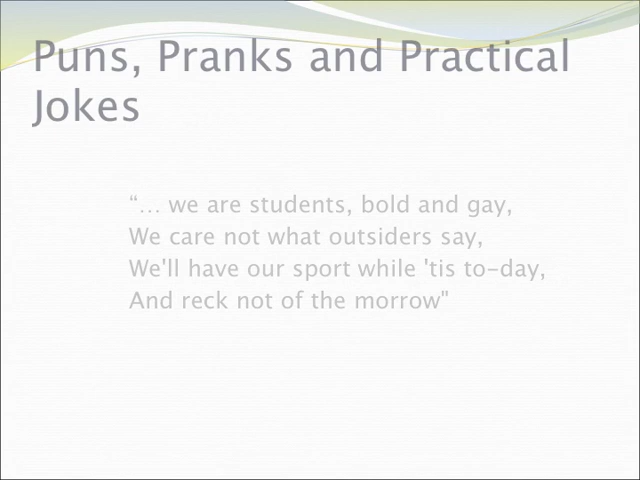 Puns, Pranks and Practical
Jokes
“… we are students, bold and gay,
We care not what outsiders say,
We'll have our sport while 'tis to-day,
And reck not of the morrow"